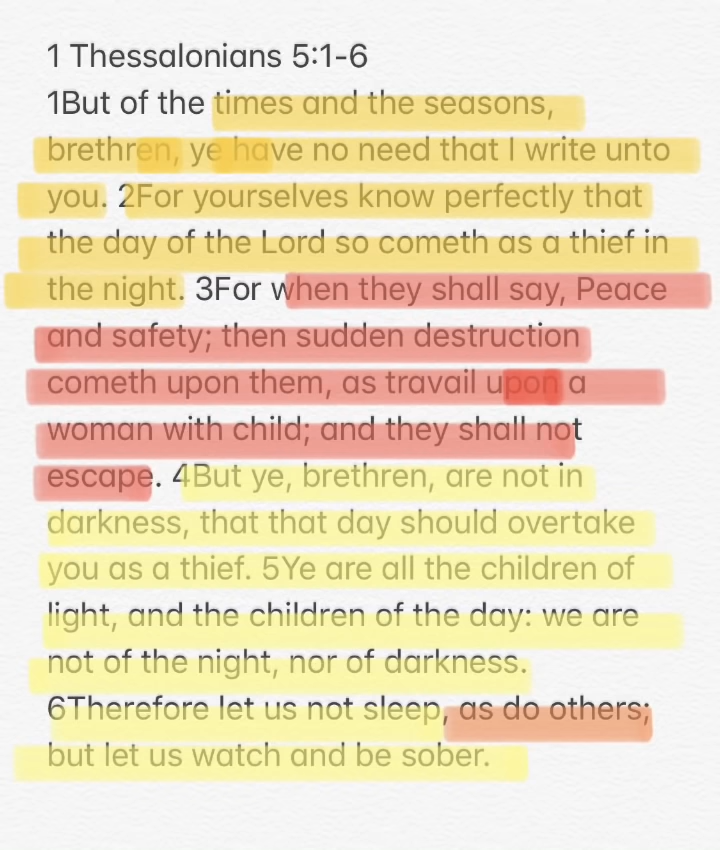 1 Thessalonians 5:1-6
1But of the times and the seasons,
brethren, ye have no need that I write unto
you. 2For yourselves know perfectly that
the day of the Lord so cometh as a thief in
the night. 3For when they shall say, Peace
and safety; then sudden destruction
cometh upon them, as travail upon a
woman with child; and they shall not
escape. 4But ye, brethren, are not in
darkness, that that day should overtake
you as a thief. 5Ye are all the children of
light, and the children of the day: we are
not of the night, nor of darkness.
6Therefore let us not sleep, as do others;
but let us watch and be sober.